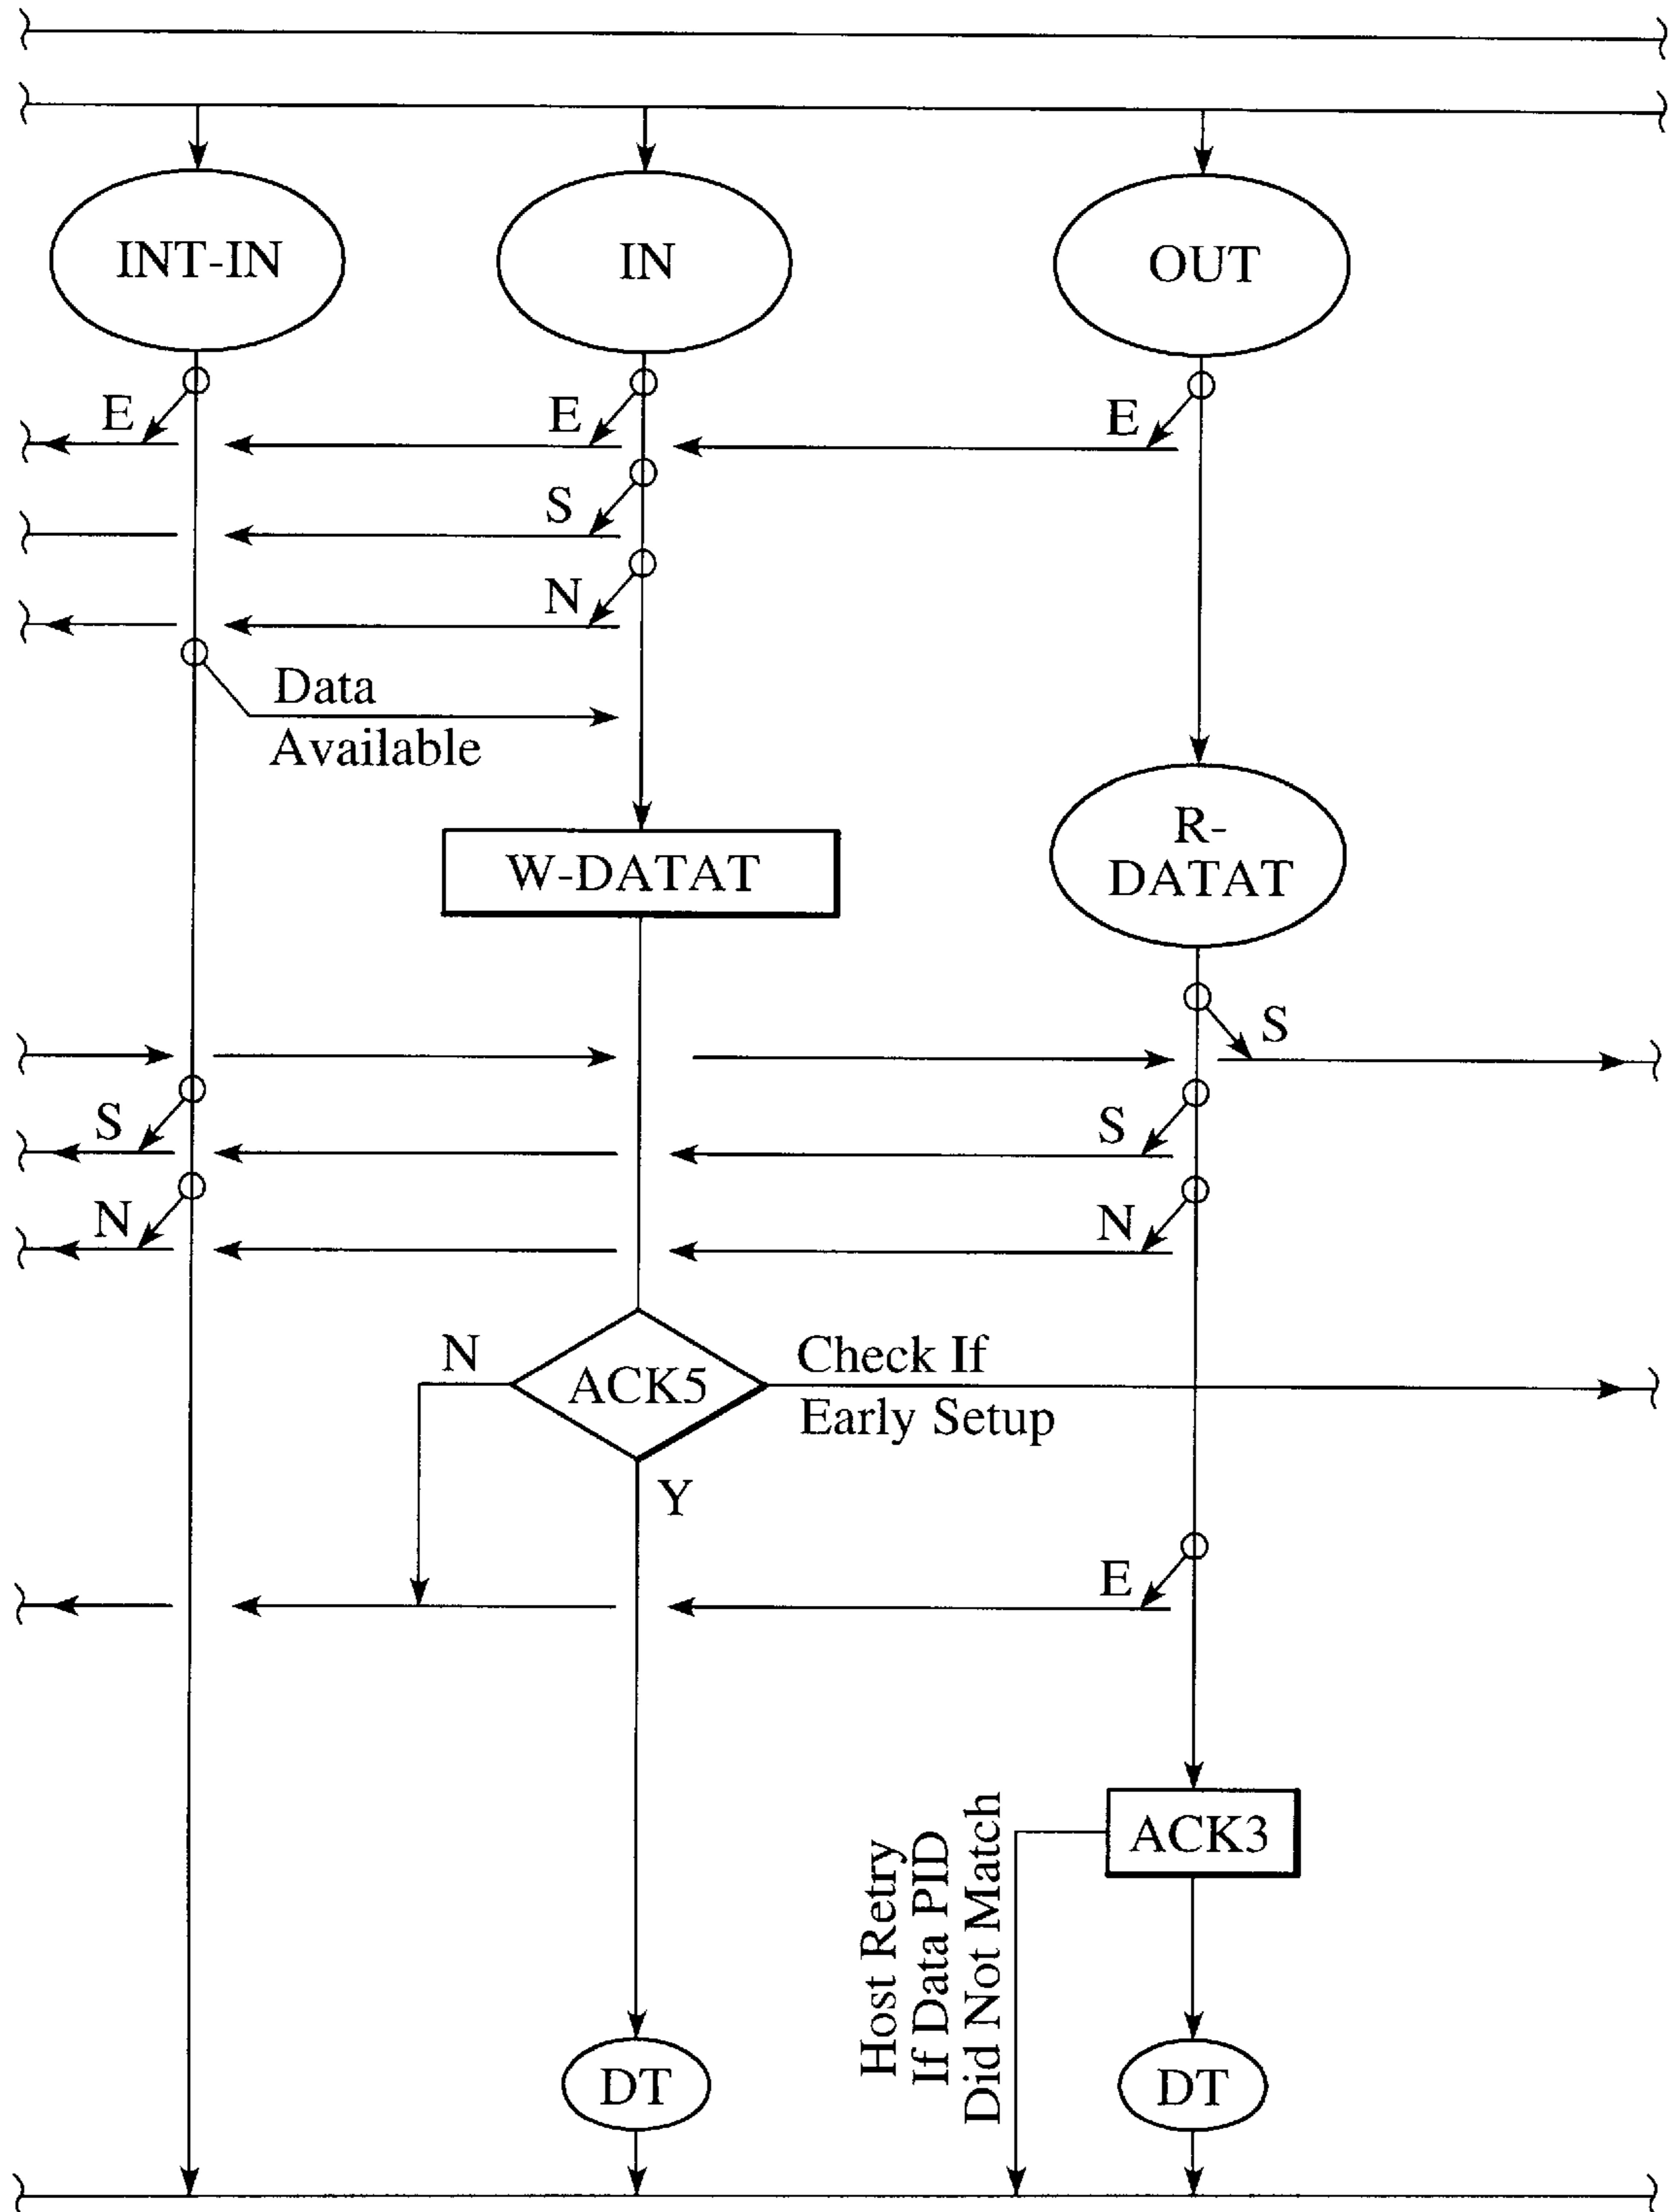 INT-IN
IN
OUT
E
E
E
S
N
Data
Available
R-
DATAT
W-DATAT
S
S
S
N
N
N
ACK5
Check If
Early Setup
Y
E
ACK3
Host Retry
If Data PID
Did Not Match
DT
DT